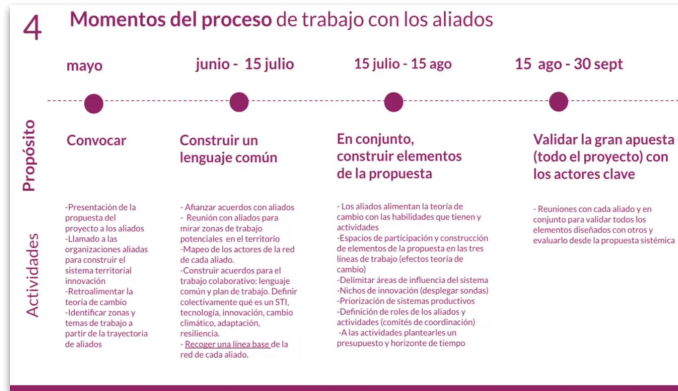 4 Momentos del proceso de trabajo con los aliados
mayo
junio - 15 julio
15 julio - 15 ago
15 ago - 30 sept
Propósito
Convocar
Construir un
lenguaje común
En conjunto,
construir elementos
de la propuesta
Validar la gran apuesta
(todo el proyecto) con
los actores clave
Actividades
-Presentación de la
propuesta del
proyecto a los aliados
-Llamado a las
organizaciones aliadas
para construir el
sistema territorial
innovación
-Retroalimentar la
teoría de cambio
-Identificar zonas y
temas de trabajo a
partir de la trayectoria
de aliados
- Afianzar acuerdos con aliados
- Reunión con aliados para
mirar zonas de trabajo
potenciales en el territorio
-Mapeo de los actores de la red
de cada aliado.
-Construir acuerdos para el
trabajo colaborativo: lenguaje
común y plan de trabajo. Definir
colectivamente qué es un STI,
tecnología, innovación, cambio
climático, adaptación,
resiliencia.
- Recoger una línea base de la
red de cada aliado.
- Los aliados alimentan la teoría de
cambio con las habilidades que tienen y
actividades
-Espacios de participación y construcción
de elementos de la propuesta en las tres
líneas de trabajo (efectos teoría de
cambio)
-Delimitar áreas de influencia del sistema
-Nichos de innovación (desplegar sondas)
-Priorización de sistemas productivos
-Definición de roles de los aliados y
actividades (comités de coordinación)
-A las actividades plantearles un
presupuesto y horizonte de tiempo
- Reuniones con cada aliado y en
conjunto para validar todos los
elementos diseñados con otros y
evaluarlo desde la propuesta sistémica